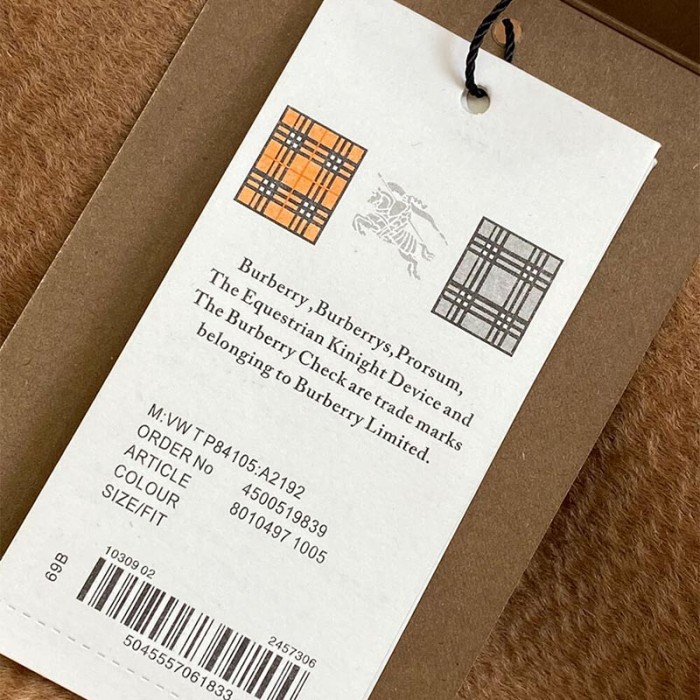 Burberry, Burberrys, Prorsum,
The Equestrian Kinight Device and
The Burberry Check are trade marks
belonging to Burberry Limited.
M:VW T P84105:A2192
ORDER No 4500519839
ARTICLE 8010497 1005
COLOUR
SIZE/FIT
69B
10309 02
2457306
5045557061833